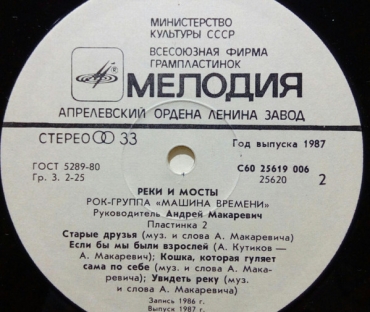 МИНИСТЕРСТВО
КУЛЬТУРЫ СССР
ВСЕСОЮЗНАЯ ФИРМА
ГРАМПЛАСТИНОК
МЕЛОДИЯ
АПРЕЛЕВСКИЙ ОРДЕНА ЛЕНИНА ЗАВОД
СТЕРЕО 33
Год выпуска 1987
ГОСТ 5289-80
Гр. 3. 2-25
С60 25619 006
25620
2
РЕКИ И МОСТЫ
РОК-ГРУППА «МАШИНА ВРЕМЕНИ»
Руководитель Андрей Макаревич
Пластинка 2
Старые друзья (муз. и слова А. Макаревича)
Если бы мы были взрослей (А. Кутиков —
А. Макаревич); Кошка, которая гуляет
сама по себе (муз. и слова А. Мака-
ревича); Увидеть реку (муз.
и слова А. Макаревича)
Запись 1986 г.
Выпуск 1987 г.